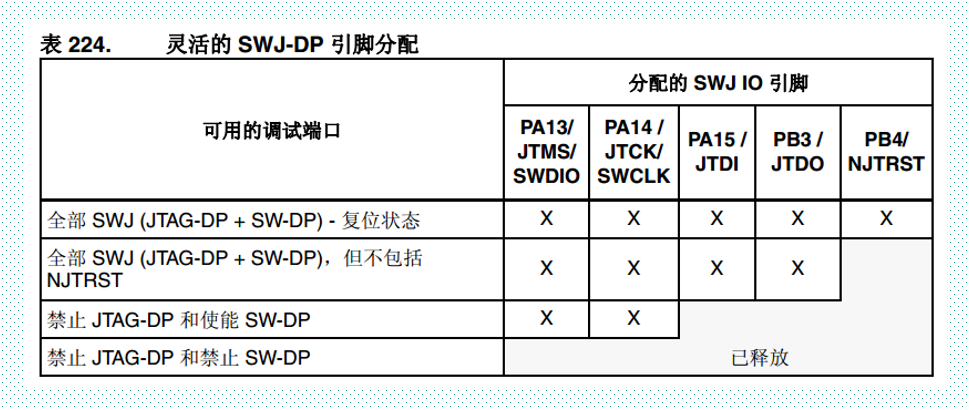 表 224. 灵活的 SWJ-DP 引脚分配
可用的调试端口
分配的 SWJ IO 引脚
PA13/
JTMS/
SWDIO
PA14 /
JTCK/
SWCLK
PA15 /
JTDI
PB3 /
JTDO
PB4/
NJTRST
全部 SWJ (JTAG-DP + SW-DP) - 复位状态 X X X X X
全部 SWJ (JTAG-DP + SW-DP)，但不包括
NJTRST
X X X X
禁止 JTAG-DP 和使能 SW-DP X X
禁止 JTAG-DP 和禁止 SW-DP 已释放